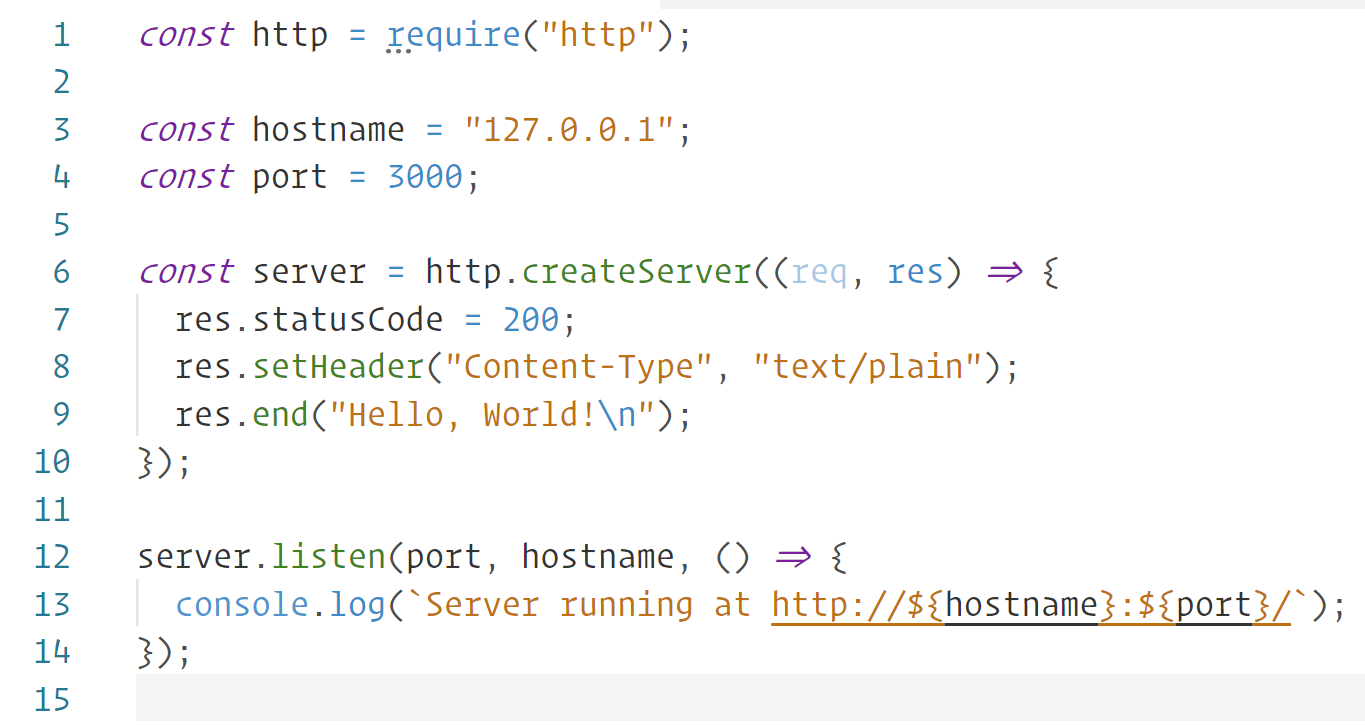 1 const http = require("http");
2
3 const hostname = "127.0.0.1";
4 const port = 3000;
5
6 const server = http.createServer((req, res) => {
7   res.statusCode = 200;
8   res.setHeader("Content-Type", "text/plain");
9   res.end("Hello, World!\n");
10 });
11
12 server.listen(port, hostname, () => {
13   console.log(`Server running at http://${hostname}:${port}/`);
14 });
15